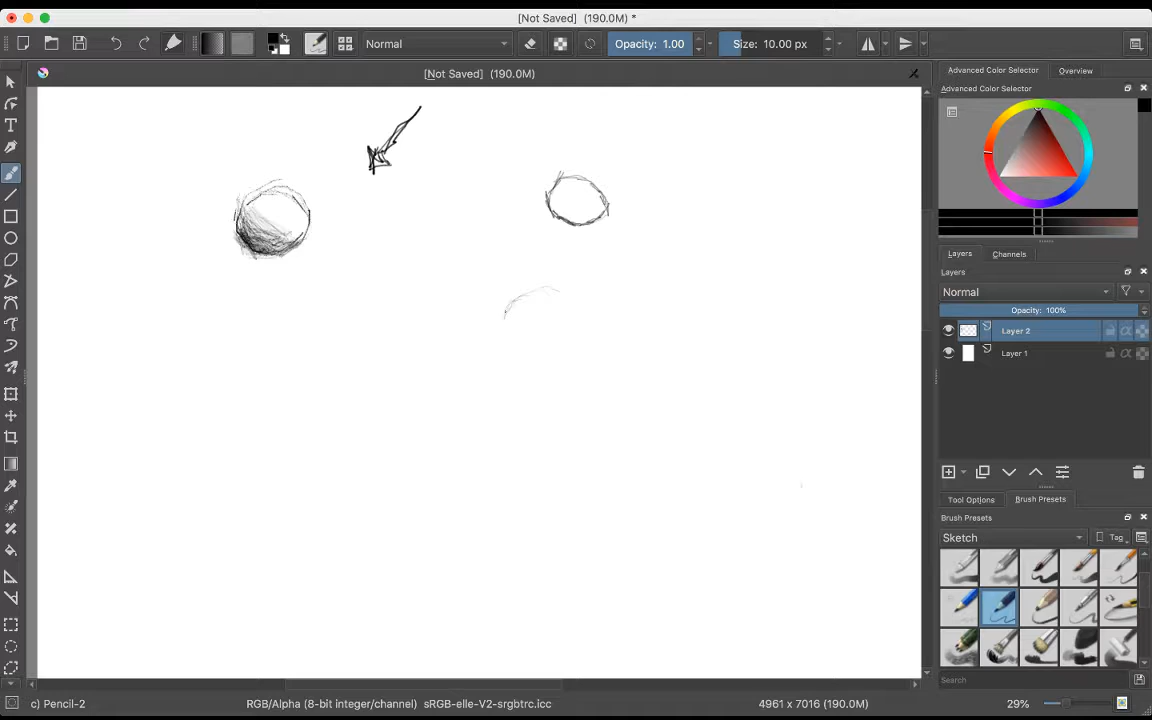 [Not Saved] (190.0M) *
Normal
Opacity: 1.00
Size: 10.00 px
[Not Saved] (190.0M)
Advanced Color Selector
Overview
Advanced Color Selector
Layers
Channels
Layers
Normal
Opacity: 100%
Layer 2
Layer 1
Tool Options
Brush Presets
Brush Presets
Sketch
Tag
Search
c) Pencil-2
RGB/Alpha (8-bit integer/channel) sRGB-elle-V2-srgbtrc.icc
4961 x 7016 (190.0M)
29%